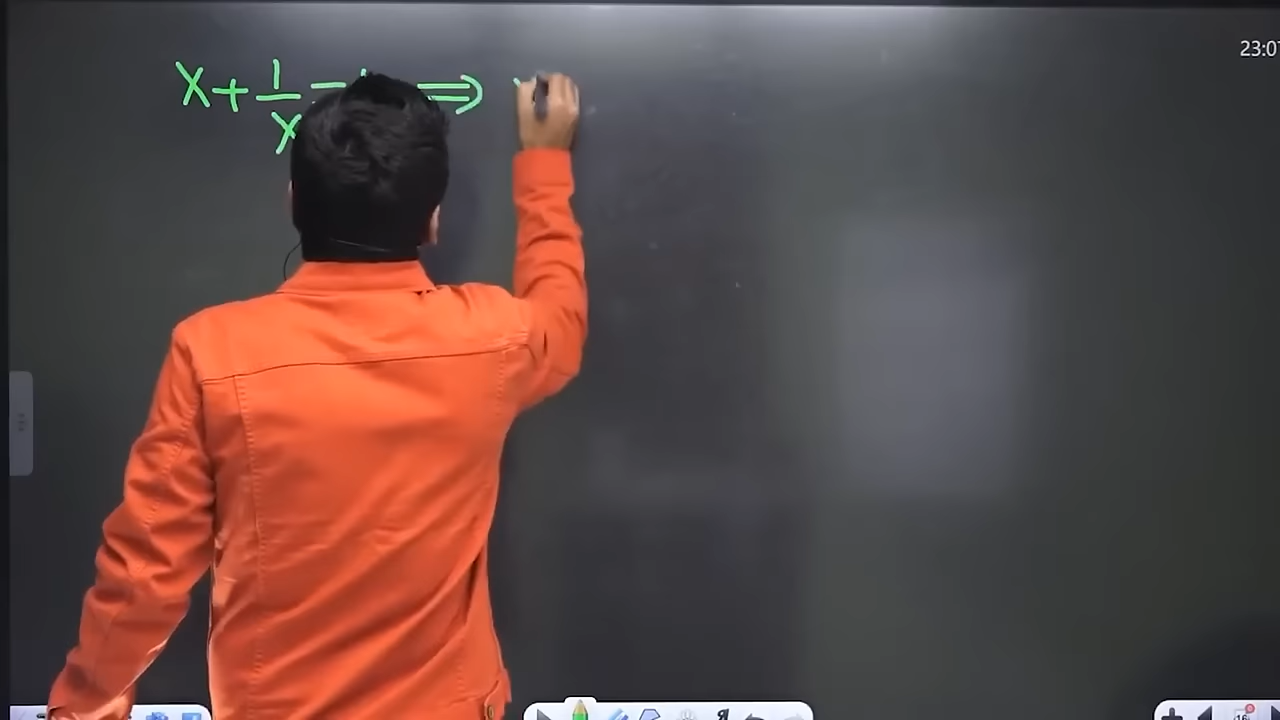 x + 1/x = ⇒
23:07